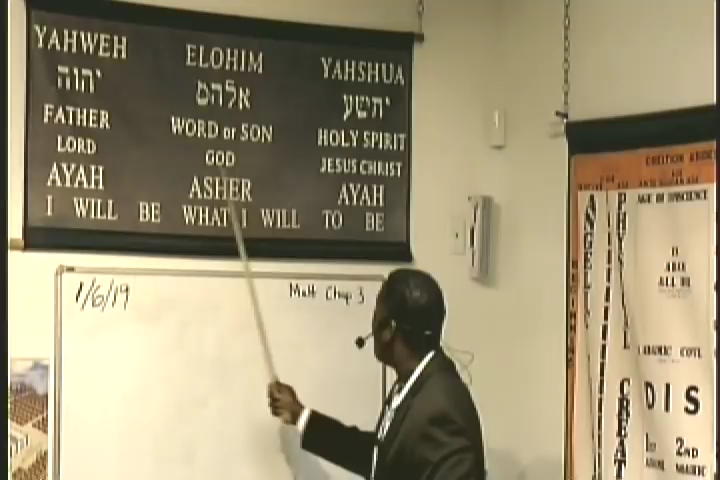 YAHWEH ELOHIM YAHSHUA
יהוה אלהם יהשע
FATHER WORD or SON HOLY SPIRIT
LORD GOD JESUS CHRIST
AYAH ASHER AYAH
I WILL BE WHAT I WILL TO BE
1/6/19 Matt Chap 3
AGE OF INNOCENCE
DIS
1st 2nd